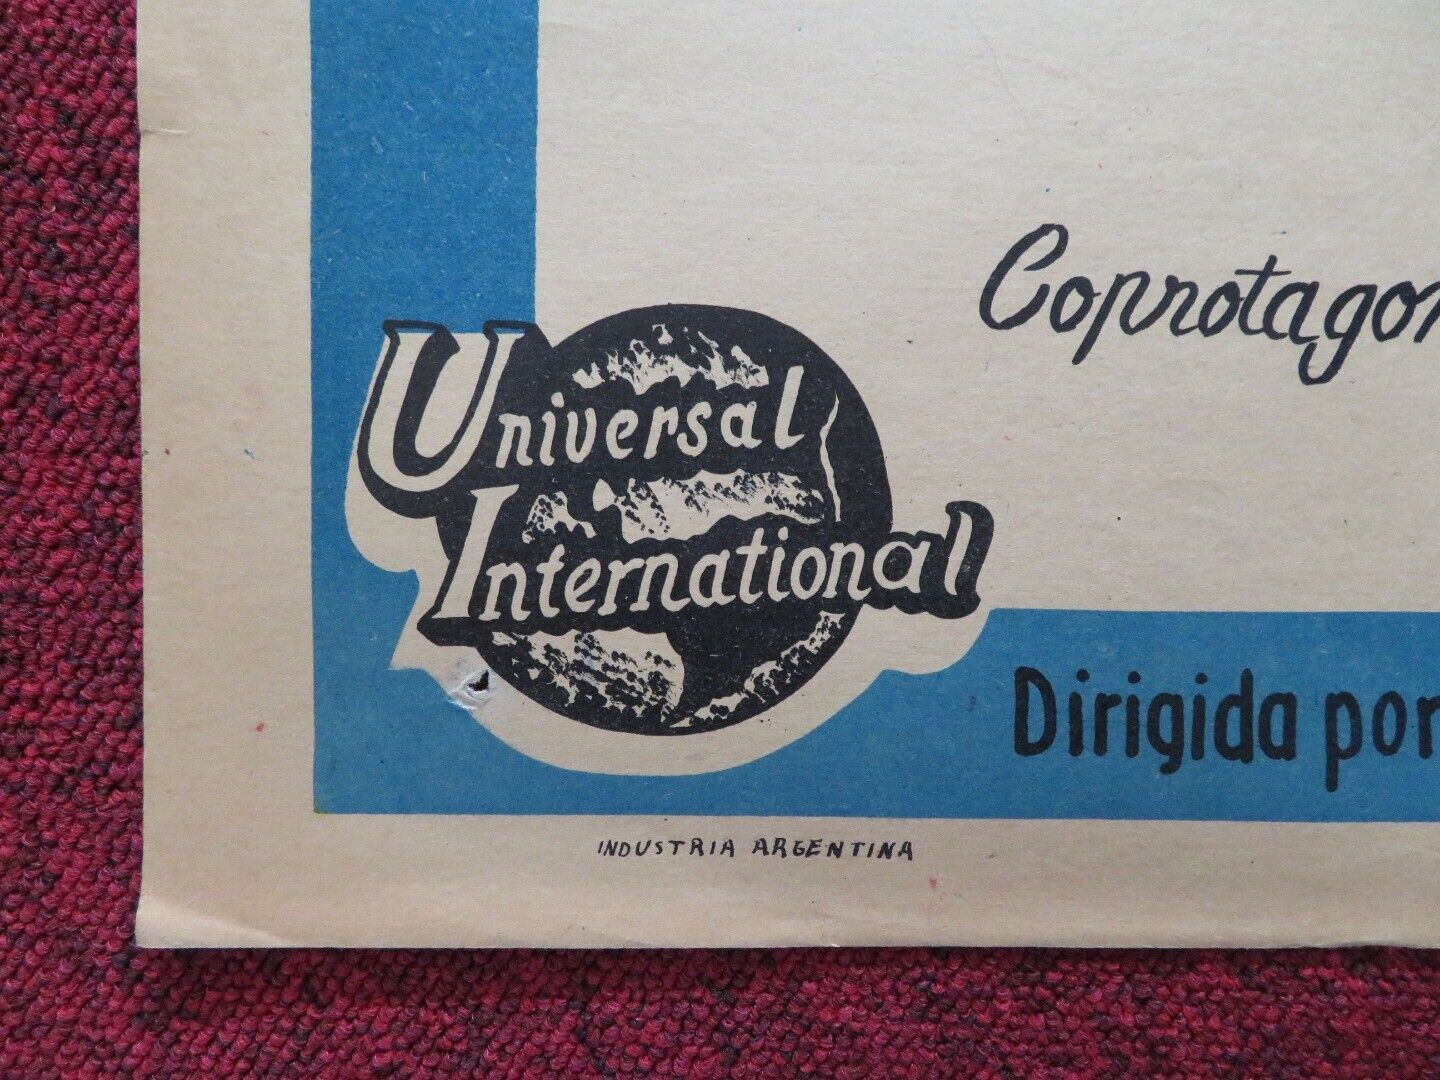 Coprotagon
Universal
International
Dirigida por
INDUSTRIA ARGENTINA